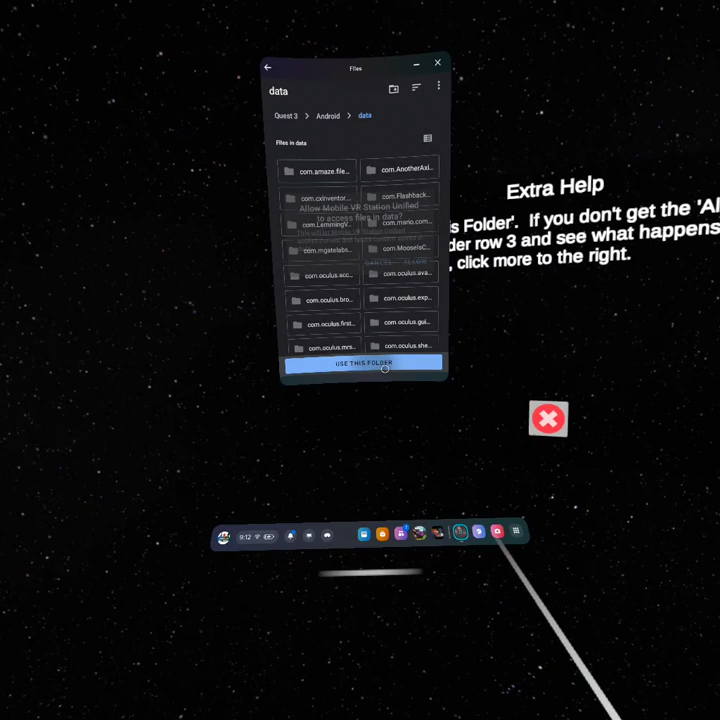 Files
data
Quest 3 > Android > data
Files in data
com.amaze.file...
com.AnotherAxi...
com.cxinventor...
com.Flashback...
Allow Mobile VR Station Unified
to access files in data?
com.LemmingV...
com.mario.com...
com.mgatelabs...
com.MooseIsC...
CANCEL ALLOW
com.oculus.acc...
com.oculus.ava...
com.oculus.bro...
com.oculus.exp...
com.oculus.first...
com.oculus.gui...
com.oculus.mrs...
com.oculus.she...
USE THIS FOLDER
Extra Help
is Folder'. If you don't get the 'Al
der row 3 and see what happens
, click more to the right.
9:12